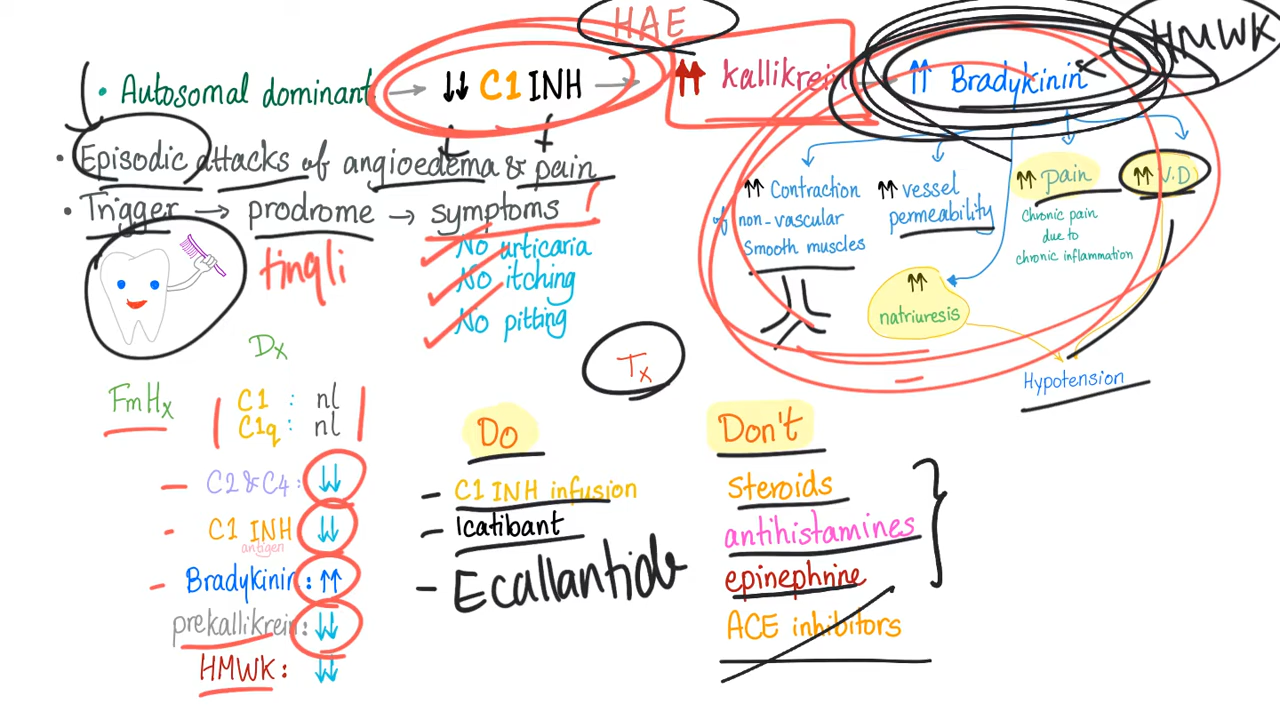 HAE
HMWK
• Autosomal dominant → ↓↓ C1 INH → ↑↑ kallikrein ↑↑ Bradykinin
• Episodic attacks of angioedema & pain
• Trigger → prodrome → symptoms
tingli
No urticaria
No itching
No pitting
↑↑ Contraction
of non-vascular
smooth muscles
↑↑ vessel
permeability
↑↑ pain
chronic pain
due to
chronic inflammation
↑↑ V.D
↑↑
natriuresis
Hypotension
Dx
FmHx
C1 : nl
C1q : nl
C2 & C4 : ↓↓
C1 INH ↓↓
antigen
Bradykinin : ↑↑
prekallikrein : ↓↓
HMWK : ↓↓
Tx
Do
- C1 INH infusion
- Icatibant
- Ecallantide
Don't
Steroids
antihistamines
epinephrine
ACE inhibitors